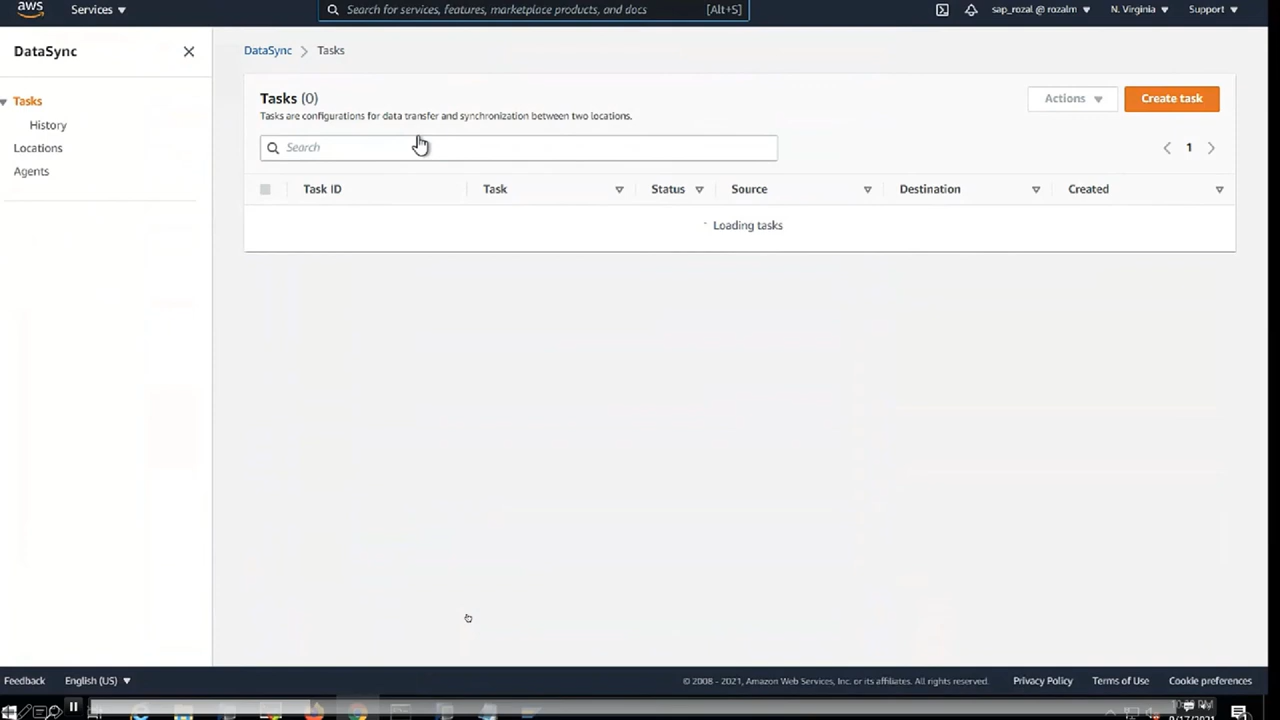 aws
Services
Search for services, features, marketplace products, and docs
[Alt+S]
sap_rozal @ rozalm
N. Virginia
Support
DataSync
DataSync
Tasks
Tasks
History
Locations
Agents
Tasks (0)
Tasks are configurations for data transfer and synchronization between two locations.
Actions
Create task
Search
1
Task ID
Task
Status
Source
Destination
Created
Loading tasks
Feedback
English (US)
© 2008 - 2021, Amazon Web Services, Inc. or its affiliates. All rights reserved.
Privacy Policy
Terms of Use
Cookie preferences